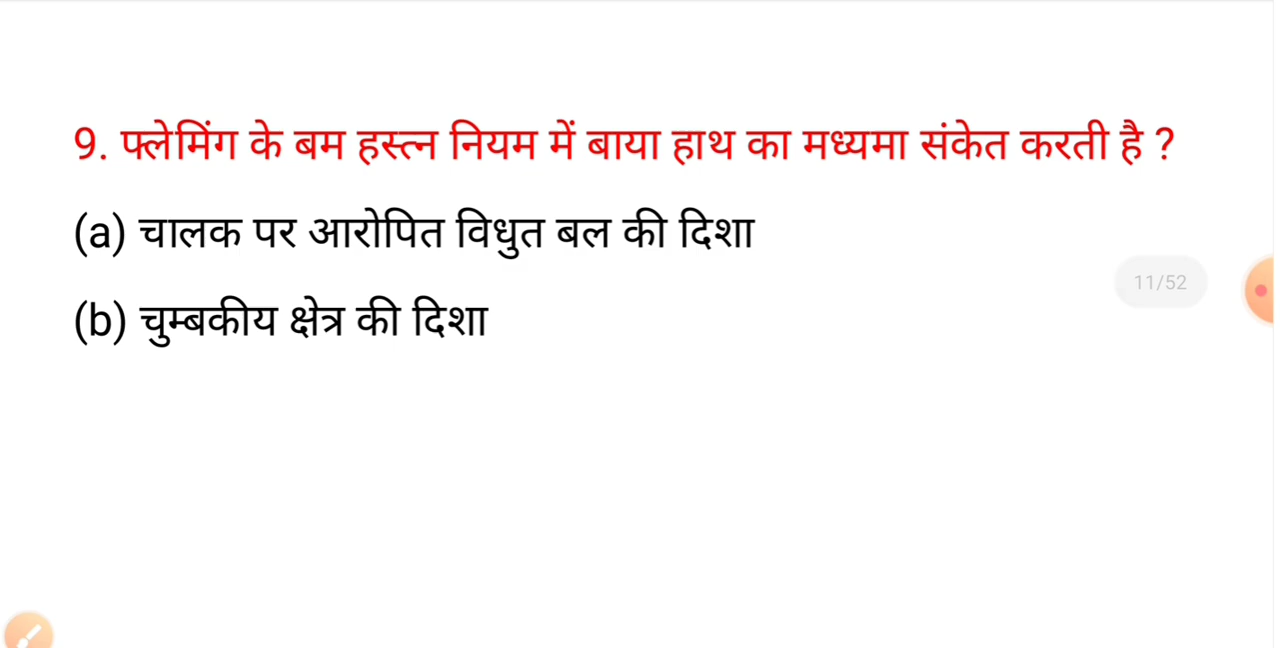 9. फ्लेमिंग के बम हस्त्न नियम में बाया हाथ का मध्यमा संकेत करती है ?
(a) चालक पर आरोपित विधुत बल की दिशा
11/52
(b) चुम्बकीय क्षेत्र की दिशा